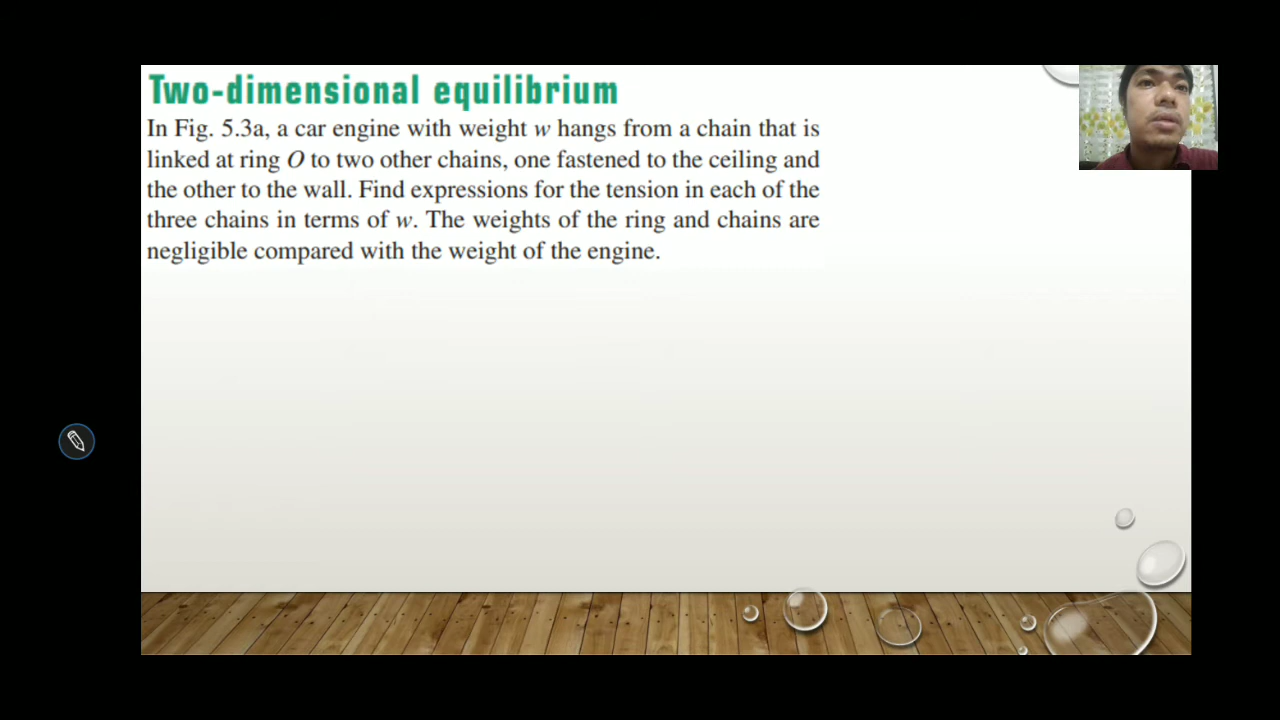 Two-dimensional equilibrium
In Fig. 5.3a, a car engine with weight w hangs from a chain that is
linked at ring O to two other chains, one fastened to the ceiling and
the other to the wall. Find expressions for the tension in each of the
three chains in terms of w. The weights of the ring and chains are
negligible compared with the weight of the engine.